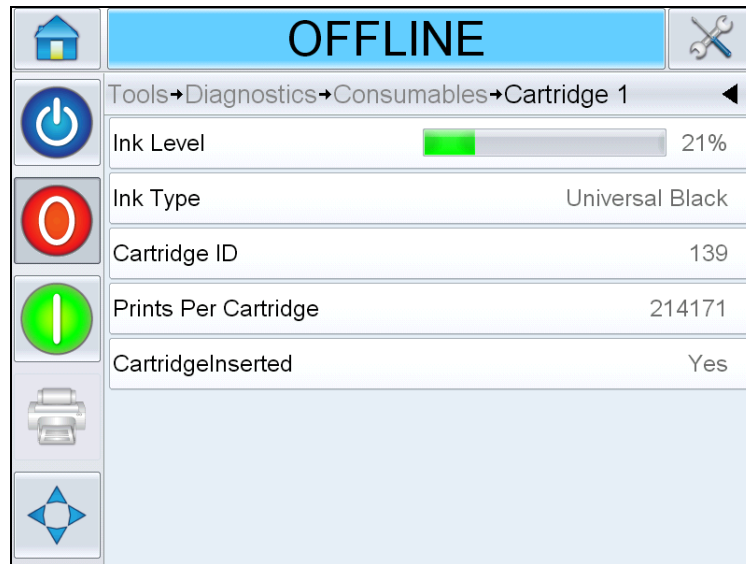 OFFLINE
Tools→Diagnostics→Consumables→Cartridge 1
Ink Level 21%
Ink Type Universal Black
Cartridge ID 139
Prints Per Cartridge 214171
CartridgeInserted Yes